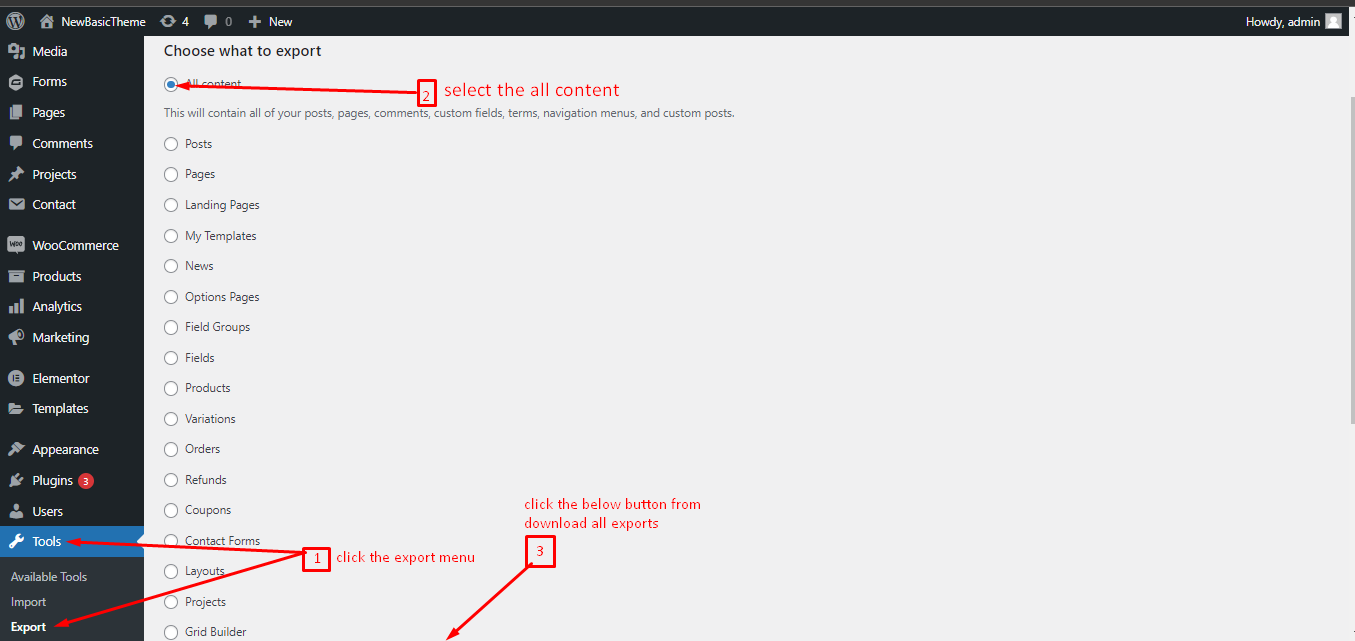 NewBasicTheme 4 0 New Howdy, admin
Media
Forms
Pages
Comments
Projects
Contact
WooCommerce
Products
Analytics
Marketing
Elementor
Templates
Appearance
Plugins 3
Users
Tools
Available Tools
Import
Export
Choose what to export
All content
2 select the all content
This will contain all of your posts, pages, comments, custom fields, terms, navigation menus, and custom posts.
Posts
Pages
Landing Pages
My Templates
News
Options Pages
Field Groups
Fields
Products
Variations
Orders
Refunds
Coupons
Contact Forms
Layouts
Projects
Grid Builder
1 click the export menu
click the below button from
download all exports
3